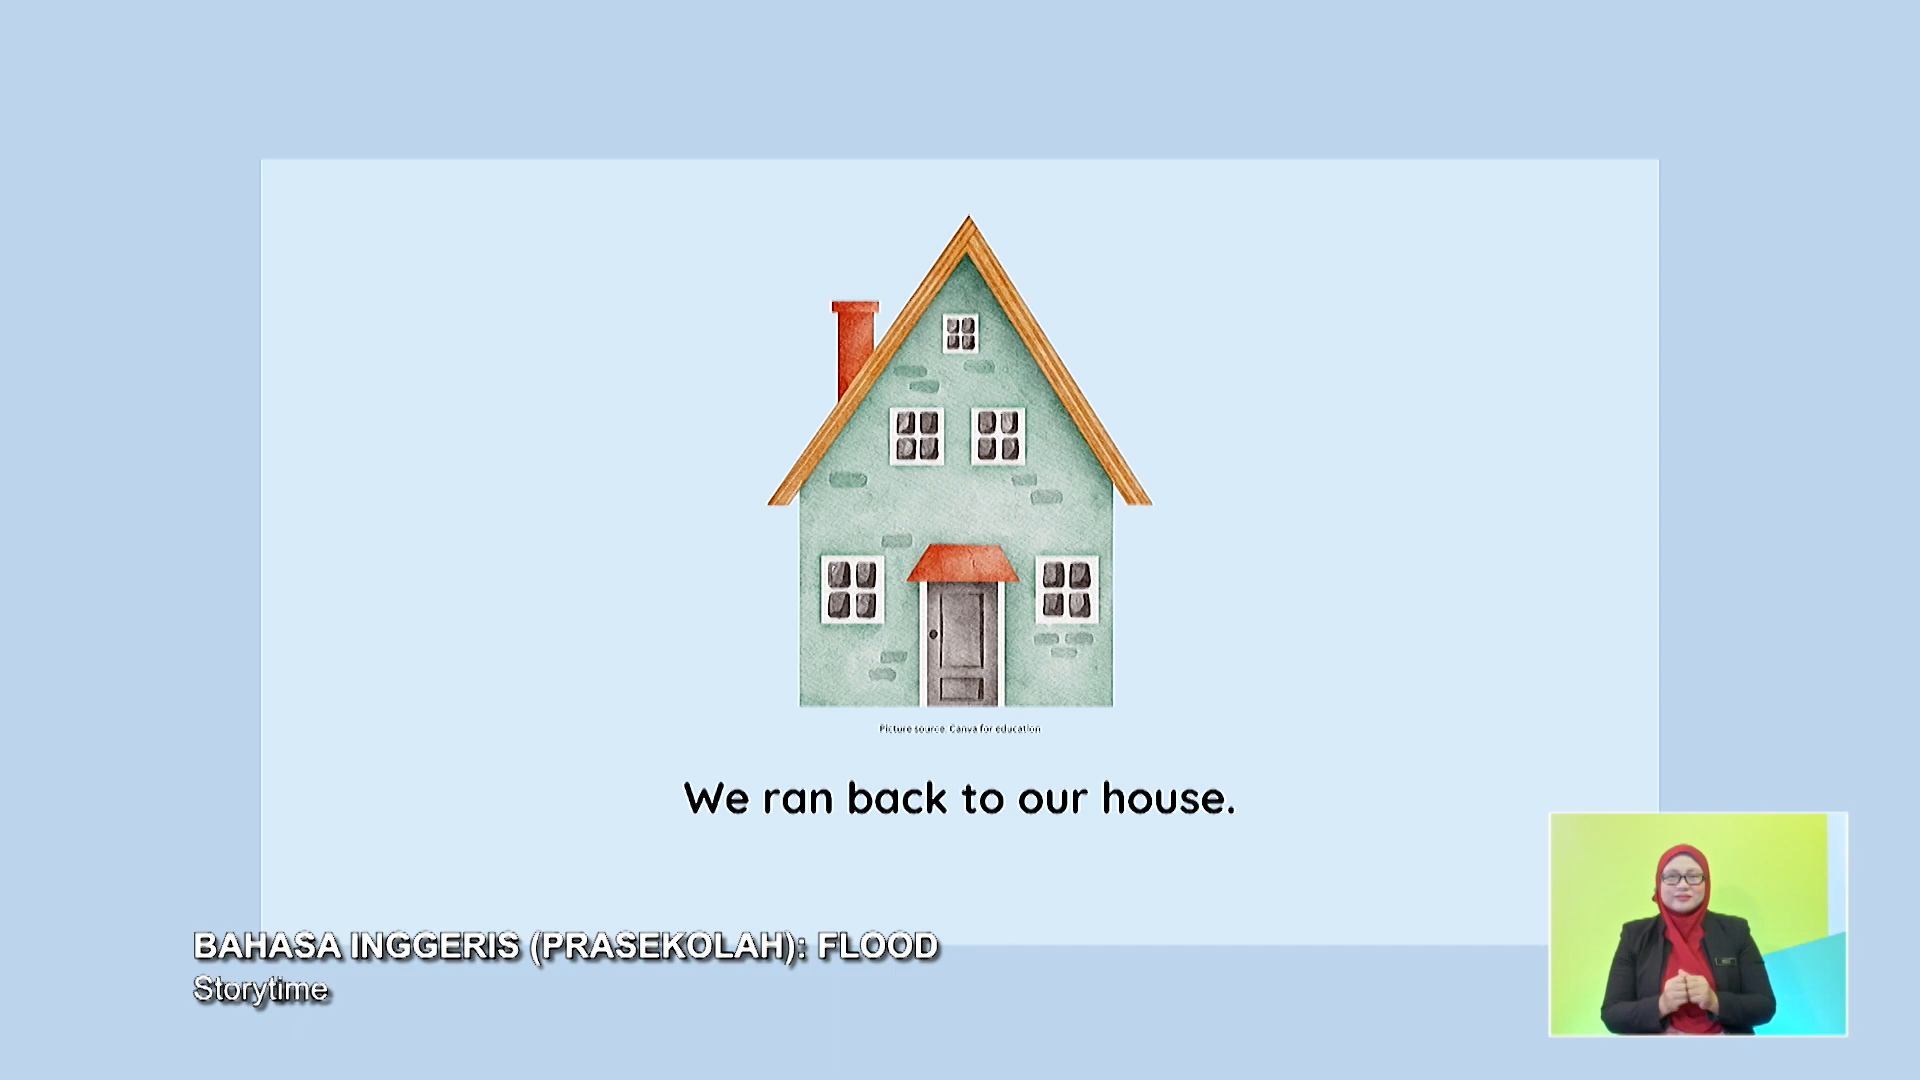 Picture source: Canva for education
We ran back to our house.
BAHASA INGGERIS (PRASEKOLAH): FLOOD
Storytime